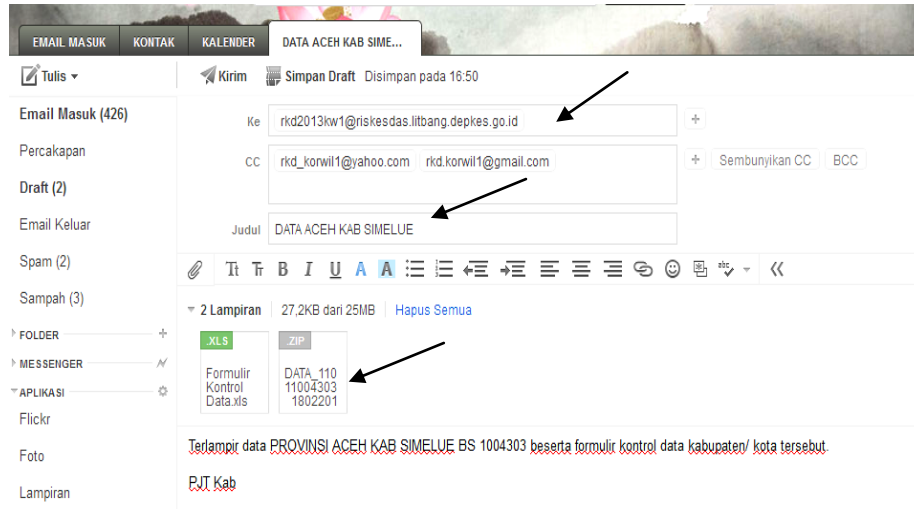 EMAIL MASUK KONTAK KALENDER DATA ACEH KAB SIME...
Tulis Kirim Simpan Draft Disimpan pada 16:50
Email Masuk (426)
Percakapan
Draft (2)
Email Keluar
Spam (2)
Sampah (3)
FOLDER
MESSENGER
APLIKASI
Flickr
Foto
Lampiran
Ke rkd2013kw1@riskesdas.litbang.depkes.go.id
CC rkd_korwil1@yahoo.com rkd.korwil1@gmail.com Sembunyikan CC BCC
Judul DATA ACEH KAB SIMELUE
Tt Tr B I U A A abc
2 Lampiran 27,2KB dari 25MB Hapus Semua
.XLS
Formulir
Kontrol
Data.xls
.ZIP
DATA_110
11004303
1802201
Terlampir data PROVINSI ACEH KAB SIMELUE BS 1004303 beserta formulir kontrol data kabupaten/ kota tersebut.
PJT Kab